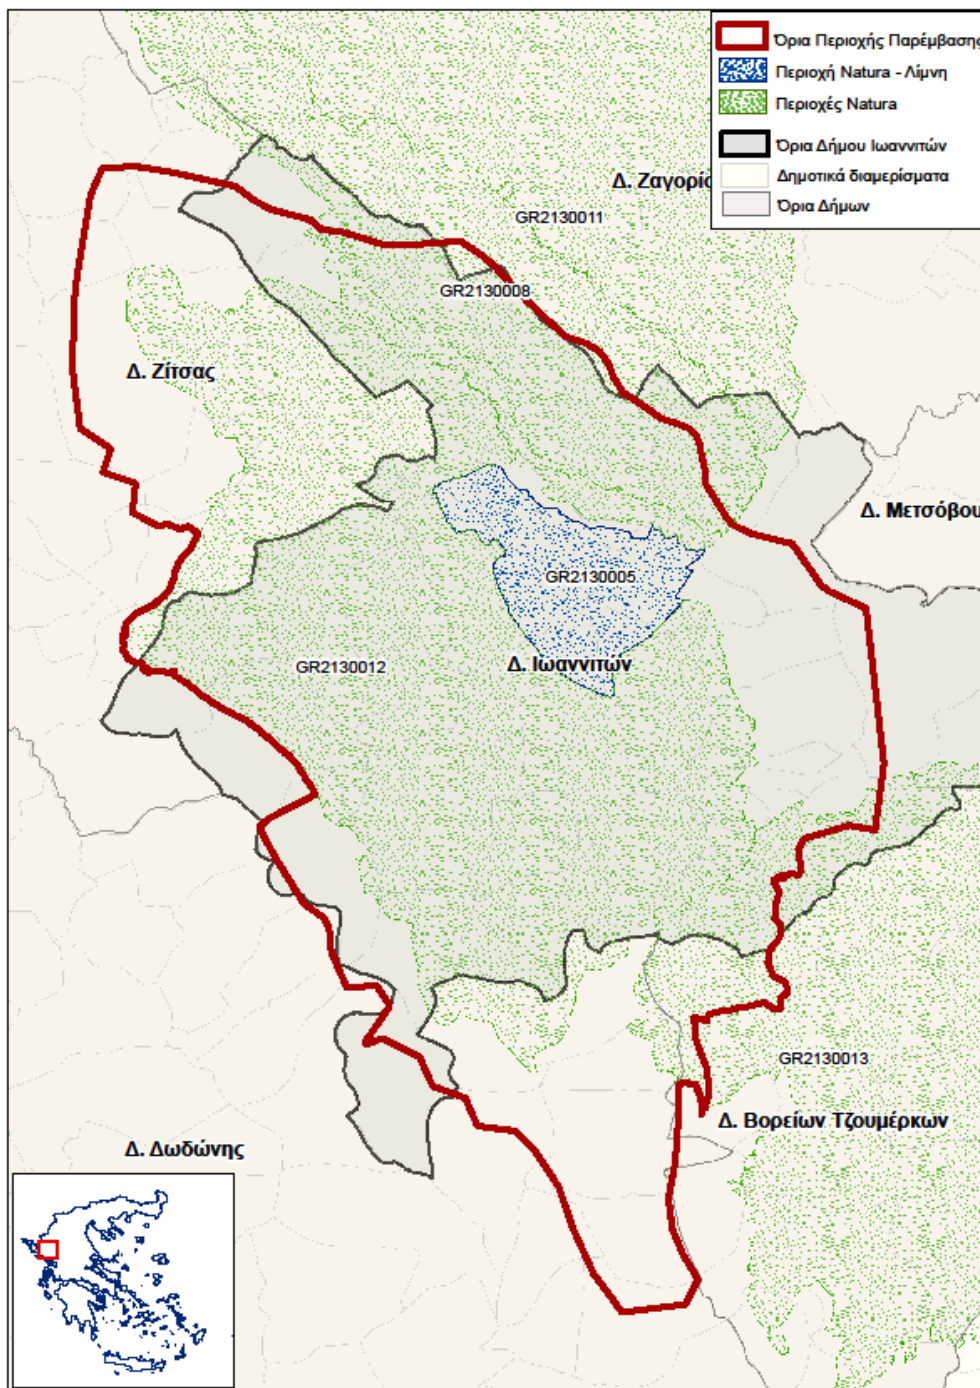 Όρια Περιοχής Παρέμβασης
Περιοχή Natura - Λίμνη
Περιοχές Natura
Όρια Δήμου Ιωαννιτών
Δημοτικά διαμερίσματα
Όρια Δήμων
Δ. Ζαγορίο
GR2130011
GR2130008
Δ. Ζίτσας
Δ. Μετσόβου
GR2130005
Δ. Ιωαννιτών
GR2130012
GR2130013
Δ. Βορείων Τζουμέρκων
Δ. Δωδώνης